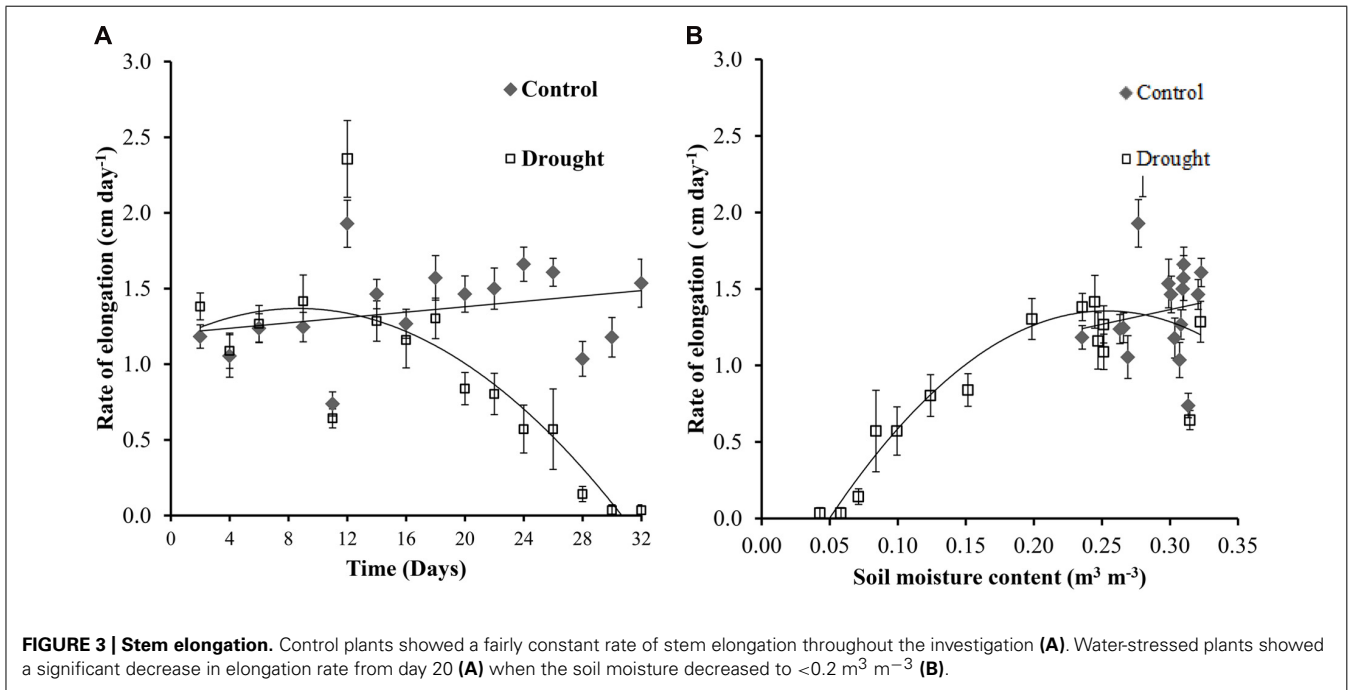 A
3.0
2.5
2.0
1.5
1.0
0.5
0.0
Rate of elongation (cm day⁻¹)
Control
Drought
0 4 8 12 16 20 24 28 32
Time (Days)
B
3.0
2.5
2.0
1.5
1.0
0.5
0.0
Rate of elongation ( cm day⁻¹)
Control
Drought
0.00 0.05 0.10 0.15 0.20 0.25 0.30 0.35
Soil moisture content (m³ m⁻³)
FIGURE 3 | Stem elongation. Control plants showed a fairly constant rate of stem elongation throughout the investigation (A). Water-stressed plants showed
a significant decrease in elongation rate from day 20 (A) when the soil moisture decreased to <0.2 m³ m−³ (B).